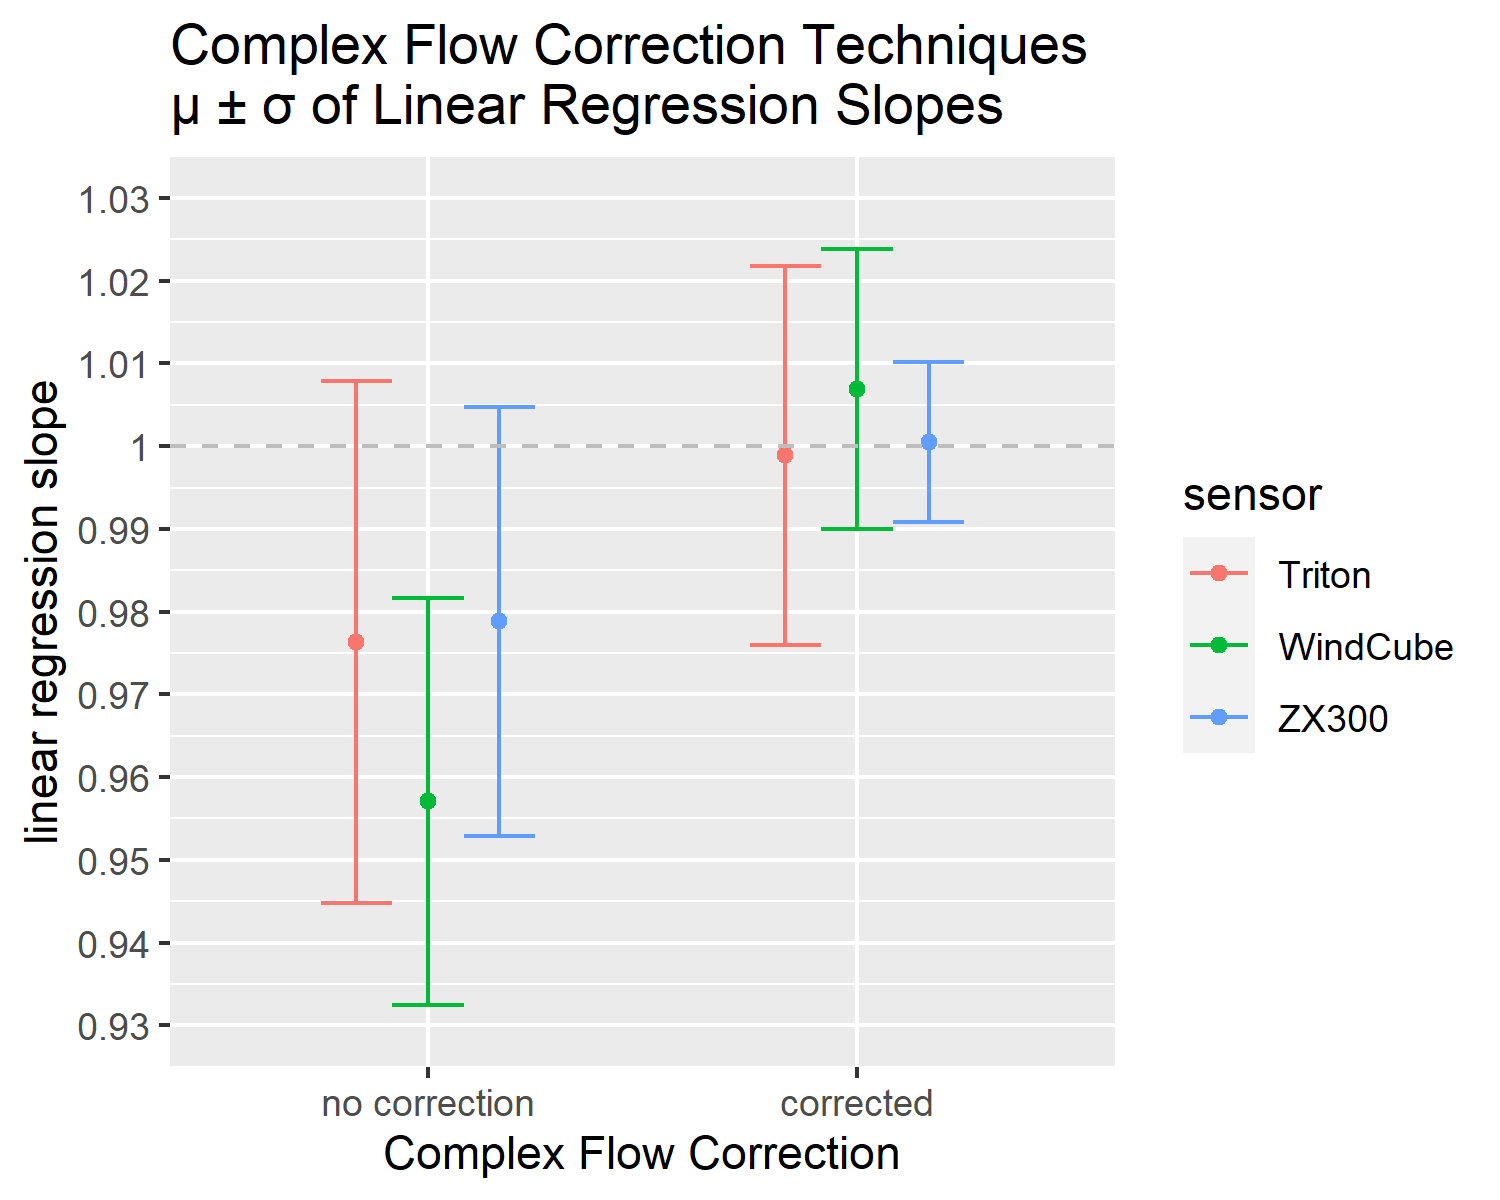 Complex Flow Correction Techniques
μ ± σ of Linear Regression Slopes
1.03
1.02
1.01
1
0.99
0.98
0.97
0.96
0.95
0.94
0.93
linear regression slope
no correction
corrected
Complex Flow Correction
sensor
Triton
WindCube
ZX300